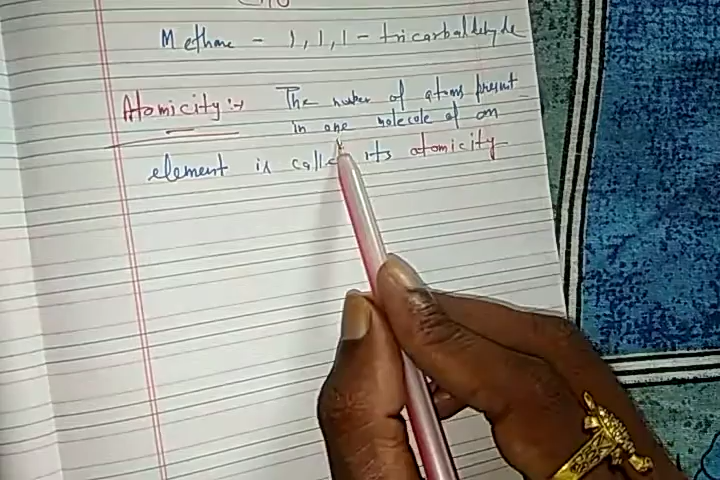 Methane - 1, 1, 1 - tricarbaldehyde
Atomicity :- The number of atoms present
in one molecule of an
element is called its atomicity